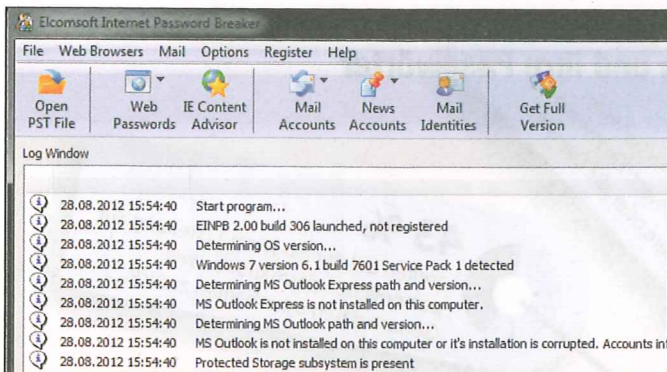 Elcomsoft Internet Password Breaker
File Web Browsers Mail Options Register Help
Open PST File
Web Passwords
IE Content Advisor
Mail Accounts
News Accounts
Mail Identities
Get Full Version
Log Window
28.08.2012 15:54:40 Start program...
28.08.2012 15:54:40 EINPB 2.00 build 306 launched, not registered
28.08.2012 15:54:40 Determining OS version...
28.08.2012 15:54:40 Windows 7 version 6.1 build 7601 Service Pack 1 detected
28.08.2012 15:54:40 Determining MS Outlook Express path and version...
28.08.2012 15:54:40 MS Outlook Express is not installed on this computer.
28.08.2012 15:54:40 Determining MS Outlook path and version...
28.08.2012 15:54:40 MS Outlook is not installed on this computer or it's installation is corrupted. Accounts in
28.08.2012 15:54:40 Protected Storage subsystem is present